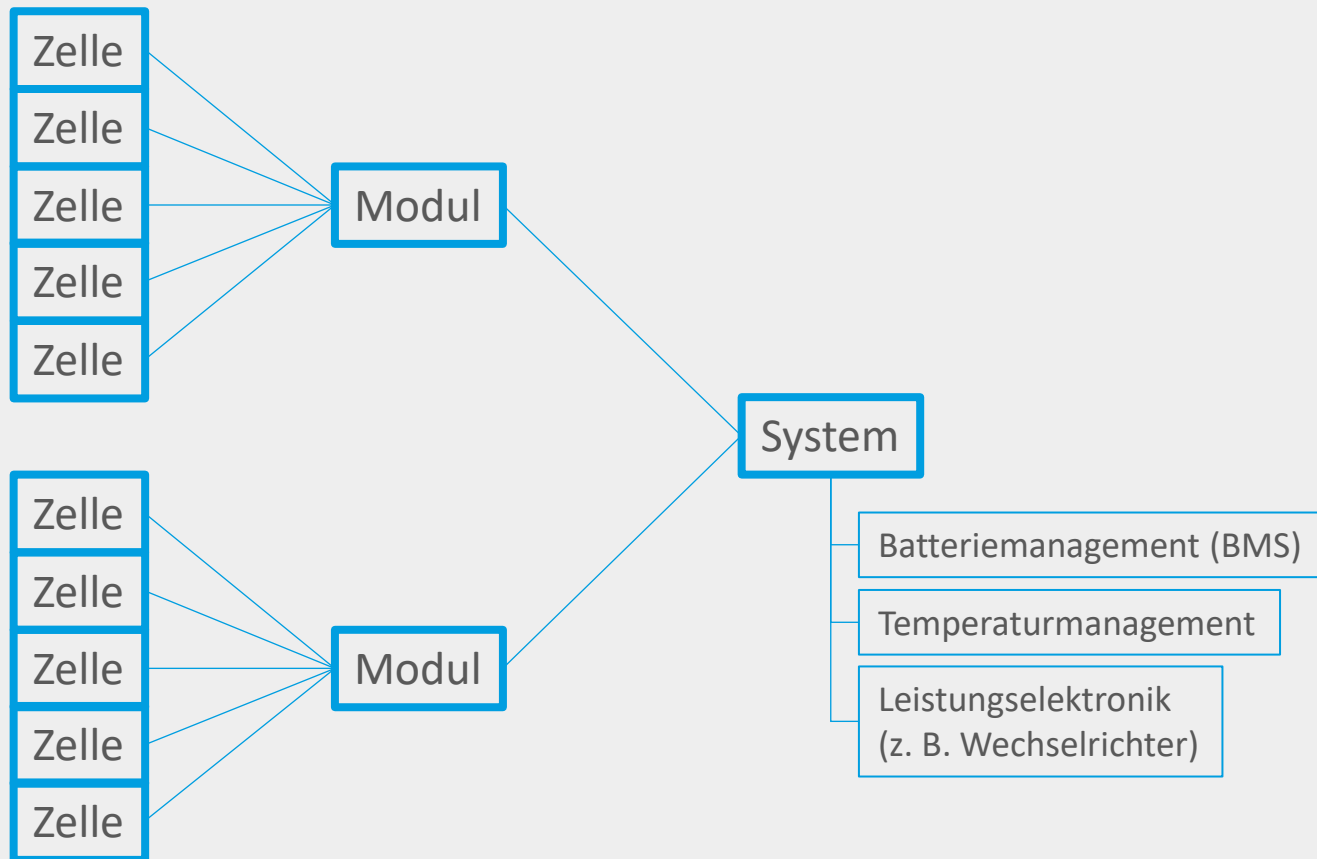 Zelle
Zelle
Zelle
Zelle
Zelle
Modul
System
Batteriemanagement (BMS)
Temperaturmanagement
Leistungselektronik
(z. B. Wechselrichter)
Zelle
Zelle
Zelle
Zelle
Zelle
Modul